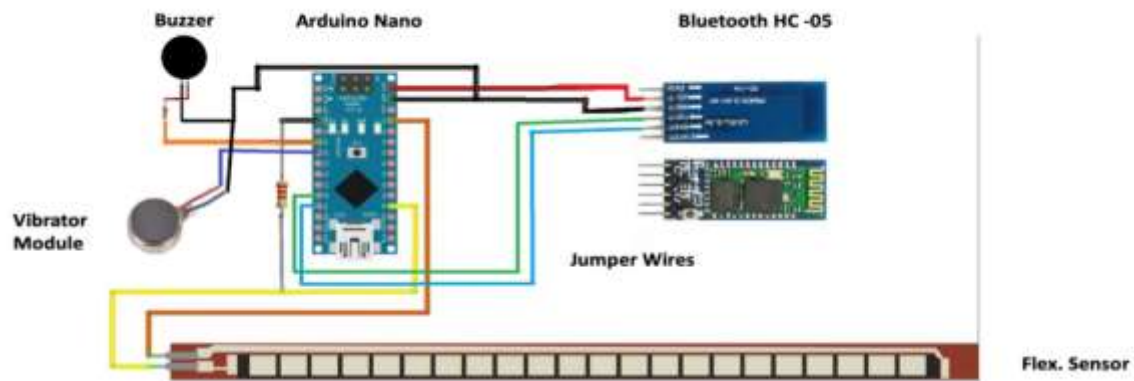 Buzzer
Arduino Nano
Bluetooth HC -05
Vibrator
Module
Jumper Wires
Flex. Sensor